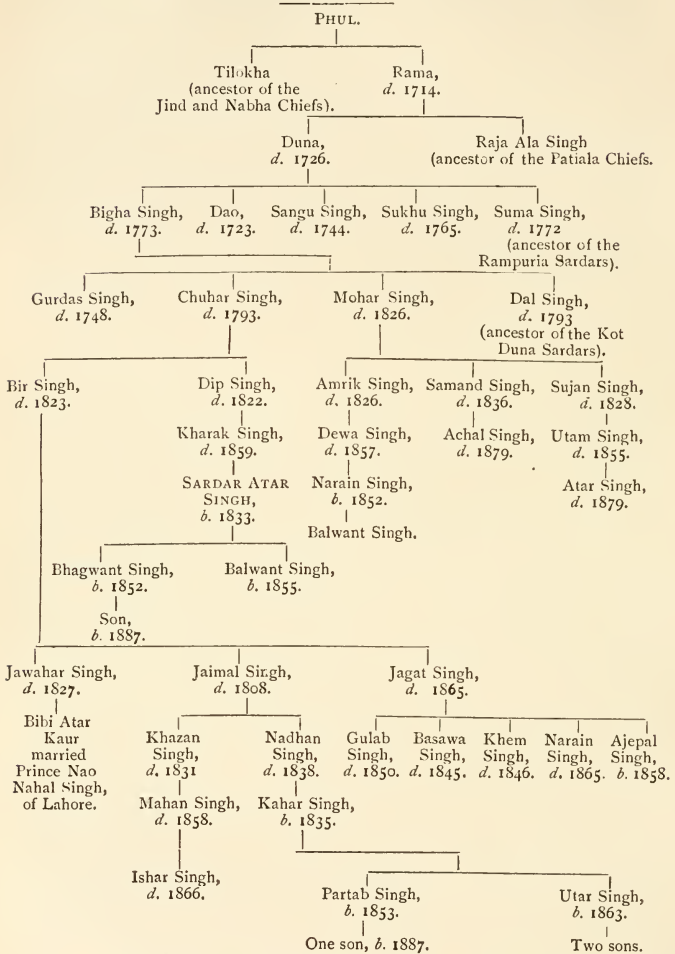 PHUL.
Tilokha
(ancestor of the
Jind and Nabha Chiefs).
Rama,
d. 1714.
Duna,
d. 1726.
Raja Ala Singh
(ancestor of the Patiala Chiefs.
Bigha Singh,
d. 1773.
Dao,
d. 1723.
Sangu Singh,
d. 1744.
Sukhu Singh,
d. 1765.
Suma Singh,
d. 1772
(ancestor of the
Rampuria Sardars).
Gurdas Singh,
d. 1748.
Chuhar Singh,
d. 1793.
Mohar Singh,
d. 1826.
Dal Singh,
d. 1793
(ancestor of the Kot
Duna Sardars).
Bir Singh,
d. 1823.
Dip Singh,
d. 1822.
Amrik Singh,
d. 1826.
Samand Singh,
d. 1836.
Sujan Singh,
d. 1828.
Kharak Singh,
d. 1859.
Dewa Singh,
d. 1857.
Achal Singh,
d. 1879.
Utam Singh,
d. 1855.
SARDAR ATAR
SINGH,
b. 1833.
Narain Singh,
b. 1852.
Atar Singh,
d. 1879.
Balwant Singh.
Bhagwant Singh,
b. 1852.
Balwant Singh,
b. 1855.
Son,
b. 1887.
Jawahar Singh,
d. 1827.
Jaimal Singh,
d. 1808.
Jagat Singh,
d. 1865.
Bibi Atar
Kaur
married
Prince Nao
Nahal Singh,
of Lahore.
Khazan
Singh,
d. 1831
Nadhan
Singh,
d. 1838.
Gulab
Singh,
d. 1850.
Basawa
Singh,
d. 1845.
Khem
Singh,
d. 1846.
Narain
Singh,
d. 1865.
Ajepal
Singh,
b. 1858.
Mahan Singh,
d. 1858.
Kahar Singh,
b. 1835.
Ishar Singh,
d. 1866.
Partab Singh,
b. 1853.
Utar Singh,
b. 1863.
One son, b. 1887.
Two sons.